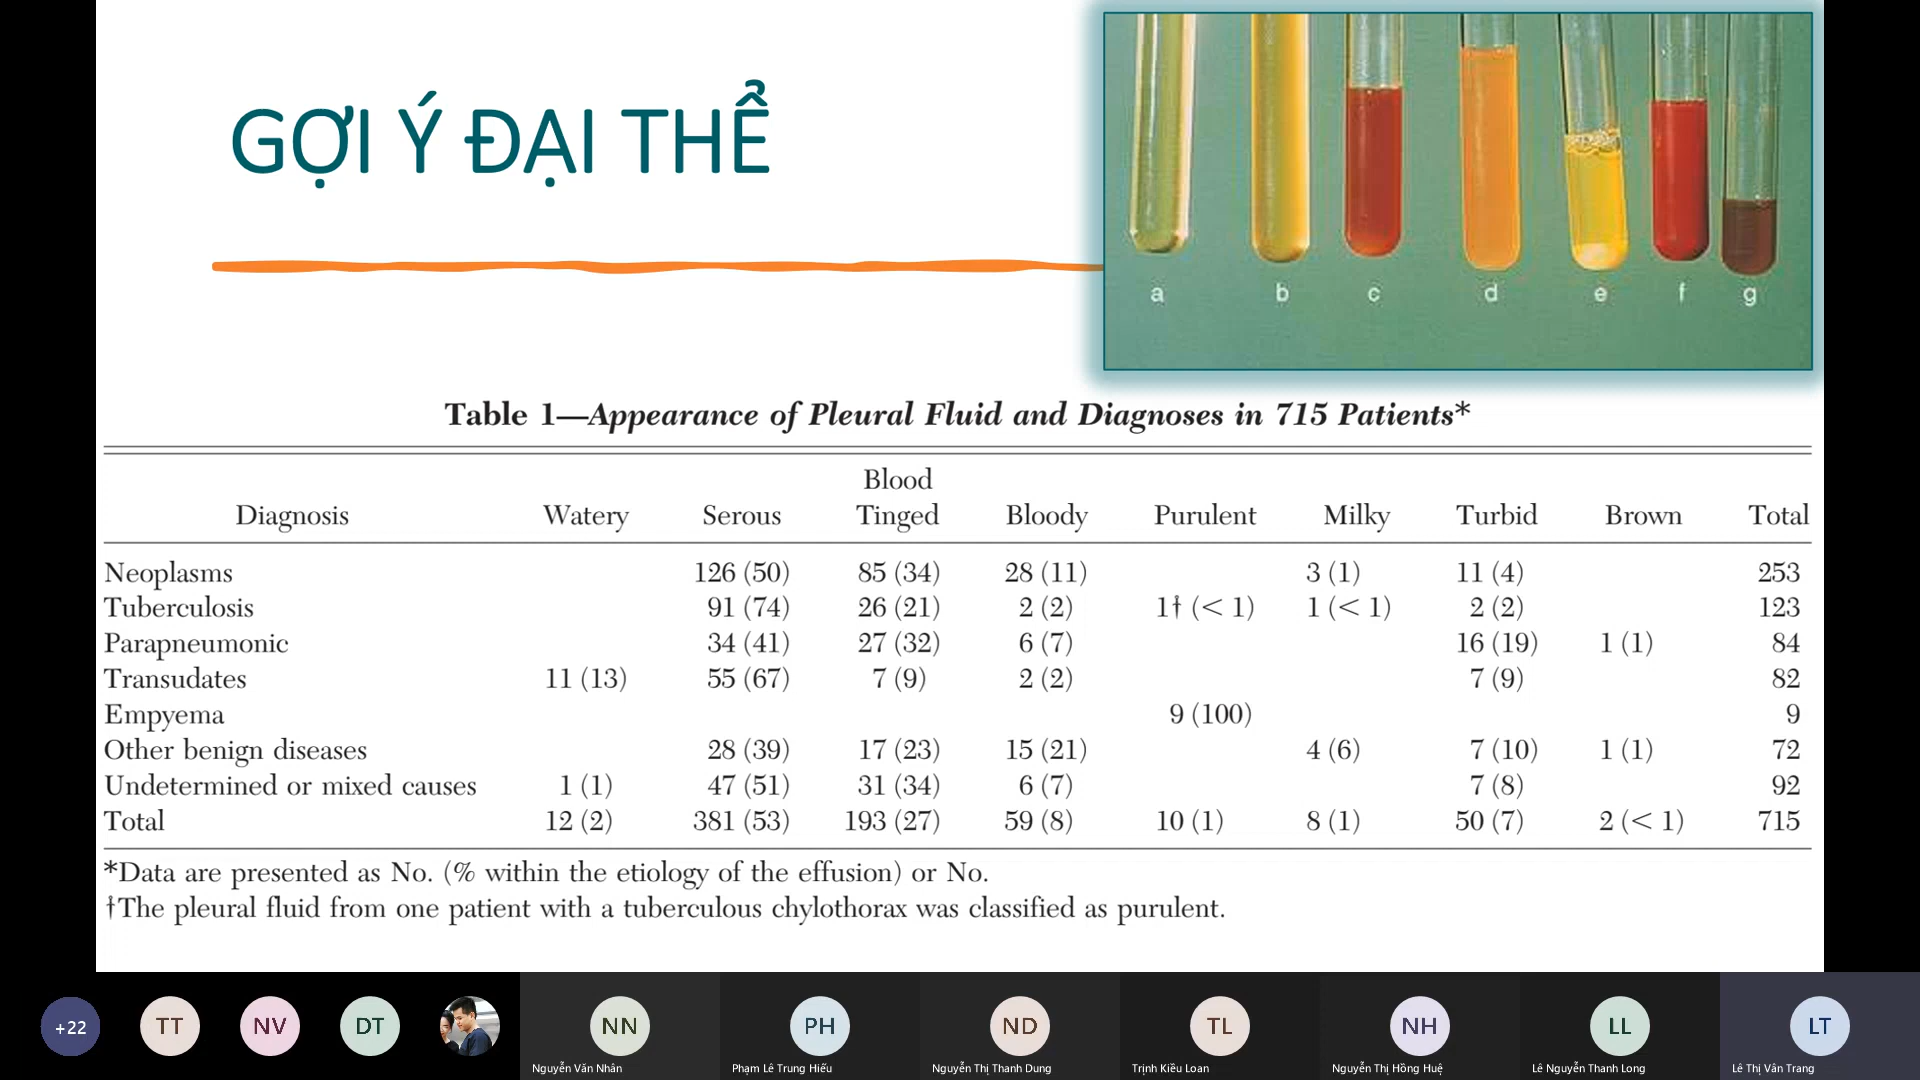 GỢI Ý ĐẠI THỂ
a b c d e f g
Table 1—Appearance of Pleural Fluid and Diagnoses in 715 Patients*
Diagnosis Watery Serous Blood Tinged Bloody Purulent Milky Turbid Brown Total
Neoplasms 126 (50) 85 (34) 28 (11) 3 (1) 11 (4) 253
Tuberculosis 91 (74) 26 (21) 2 (2) 1† (< 1) 1 (< 1) 2 (2) 123
Parapneumonic 34 (41) 27 (32) 6 (7) 16 (19) 1 (1) 84
Transudates 11 (13) 55 (67) 7 (9) 2 (2) 7 (9) 82
Empyema 9 (100) 9
Other benign diseases 28 (39) 17 (23) 15 (21) 4 (6) 7 (10) 1 (1) 72
Undetermined or mixed causes 1 (1) 47 (51) 31 (34) 6 (7) 7 (8) 92
Total 12 (2) 381 (53) 193 (27) 59 (8) 10 (1) 8 (1) 50 (7) 2 (< 1) 715
*Data are presented as No. (% within the etiology of the effusion) or No.
†The pleural fluid from one patient with a tuberculous chylothorax was classified as purulent.
+22 TT NV DT NN PH ND TL NH LL LT
Nguyễn Văn Nhân Phạm Lê Trung Hiếu Nguyễn Thị Thanh Dung Trịnh Kiều Loan Nguyễn Thị Hồng Huệ Lê Nguyễn Thanh Long Lê Thị Vân Trang